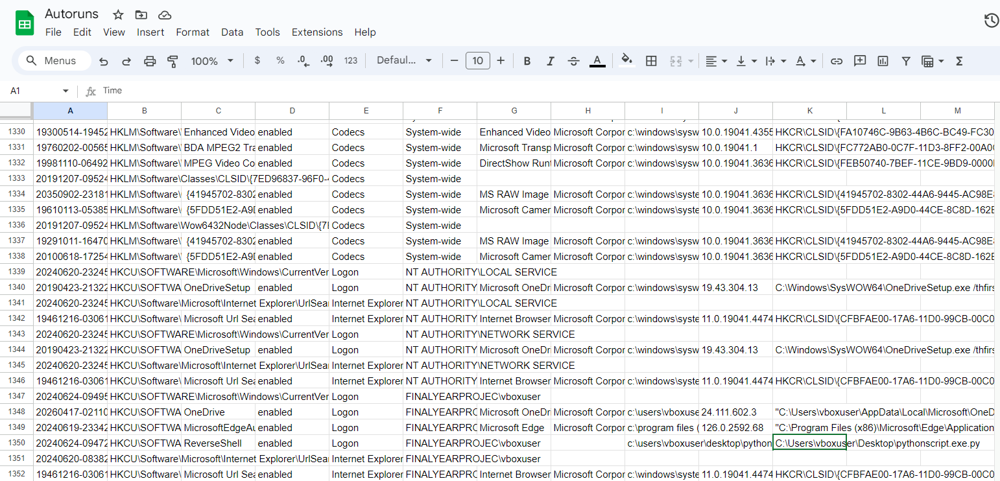 Autoruns
File Edit View Insert Format Data Tools Extensions Help
Menus 100% $ % .0 .00 123 Defaul... 10 B I A A Σ
A1 fx Time
A B C D E F G H I J K L M
1330 19300514-19452 HKLM\Software\ Enhanced Video enabled Codecs System-wide Enhanced Video Microsoft Corpor c:\windows\sysw 10.0.19041.4355 HKCR\CLSID\{FA10746C-9B63-4B6C-BC49-FC30
1331 19760202-00565 HKLM\Software\ BDA MPEG2 Tra enabled Codecs System-wide Microsoft Transp Microsoft Corpor c:\windows\sysw 10.0.19041.1 HKCR\CLSID\{FC772AB0-0C7F-11D3-8FF2-00A0
1332 19981110-06492 HKLM\Software\ MPEG Video Co enabled Codecs System-wide DirectShow Runt Microsoft Corpor c:\windows\sysw 10.0.19041.3636 HKCR\CLSID\{FEB50740-7BEF-11CE-9BD9-0000
1333 20191207-09524 HKLM\Software\Classes\CLSID\{7ED96837-96F0-4 Codecs System-wide
1334 20350902-23181 HKLM\Software\ {41945702-8302 enabled Codecs System-wide MS RAW Image Microsoft Corpor c:\windows\syste 10.0.19041.3636 HKCR\CLSID\{41945702-8302-44A6-9445-AC98E
1335 19610113-05385 HKLM\Software\ {5FDD51E2-A9D enabled Codecs System-wide Microsoft Camer Microsoft Corpor c:\windows\syste 10.0.19041.3636 HKCR\CLSID\{5FDD51E2-A9D0-44CE-8C8D-162E
1336 20191207-09524 HKLM\Software\Wow6432Node\Classes\CLSID\{7 Codecs System-wide
1337 19291011-16470 HKLM\Software\ {41945702-8302 enabled Codecs System-wide MS RAW Image Microsoft Corpor c:\windows\sysw 10.0.19041.3636 HKCR\CLSID\{41945702-8302-44A6-9445-AC98E
1338 20100618-17254 HKLM\Software\ {5FDD51E2-A9D enabled Codecs System-wide Microsoft Camer Microsoft Corpor c:\windows\sysw 10.0.19041.3636 HKCR\CLSID\{5FDD51E2-A9D0-44CE-8C8D-162E
1339 20240620-23245 HKCU\SOFTWARE\Microsoft\Windows\CurrentVer Logon NT AUTHORITY\LOCAL SERVICE
1340 20190423-21322 HKCU\SOFTWA OneDriveSetup enabled Logon NT AUTHORITY Microsoft OneDr Microsoft Corpor c:\windows\sysw 19.43.304.13 C:\Windows\SysWOW64\OneDriveSetup.exe /thfirs
1341 20240620-23245 HKCU\Software\Microsoft\Internet Explorer\UrlSear Internet Explorer NT AUTHORITY\LOCAL SERVICE
1342 19461216-03061 HKCU\Software\ Microsoft Url Sea enabled Internet Explorer NT AUTHORITY Internet Browser Microsoft Corpor c:\windows\syste 11.0.19041.4474 HKCR\CLSID\{CFBFAE00-17A6-11D0-99CB-00C0
1343 20240620-23245 HKCU\SOFTWARE\Microsoft\Windows\CurrentVer Logon NT AUTHORITY\NETWORK SERVICE
1344 20190423-21322 HKCU\SOFTWA OneDriveSetup enabled Logon NT AUTHORITY Microsoft OneDr Microsoft Corpor c:\windows\sysw 19.43.304.13 C:\Windows\SysWOW64\OneDriveSetup.exe /thfirs
1345 20240620-23245 HKCU\Software\Microsoft\Internet Explorer\UrlSear Internet Explorer NT AUTHORITY\NETWORK SERVICE
1346 19461216-03061 HKCU\Software\ Microsoft Url Sea enabled Internet Explorer NT AUTHORITY Internet Browser Microsoft Corpor c:\windows\syste 11.0.19041.4474 HKCR\CLSID\{CFBFAE00-17A6-11D0-99CB-00C0
1347 20240624-09495 HKCU\SOFTWARE\Microsoft\Windows\CurrentVer Logon FINALYEARPROJEC\vboxuser
1348 20260417-02110 HKCU\SOFTWA OneDrive enabled Logon FINALYEARPRO Microsoft OneDr Microsoft Corpor c:\users\vboxuse 24.111.602.3 "C:\Users\vboxuser\AppData\Local\Microsoft\OneD
1349 20240619-23342 HKCU\SOFTWA MicrosoftEdgeAu enabled Logon FINALYEARPRO Microsoft Edge Microsoft Corpor c:\program files ( 126.0.2592.68 "C:\Program Files (x86)\Microsoft\Edge\Application
1350 20240624-09472 HKCU\SOFTWA ReverseShell enabled Logon FINALYEARPROJEC\vboxuser c:\users\vboxuser\desktop\python C:\Users\vboxuser\Desktop\pythonscript.exe.py
1351 20240620-08382 HKCU\Software\Microsoft\Internet Explorer\UrlSear Internet Explorer FINALYEARPROJEC\vboxuser
1352 19461216-03061 HKCU\Software\ Microsoft Url Sea enabled Internet Explorer FINALYEARPRO Internet Browser Microsoft Corpor c:\windows\syste 11.0.19041.4474 HKCR\CLSID\{CFBFAE00-17A6-11D0-99CB-00C0